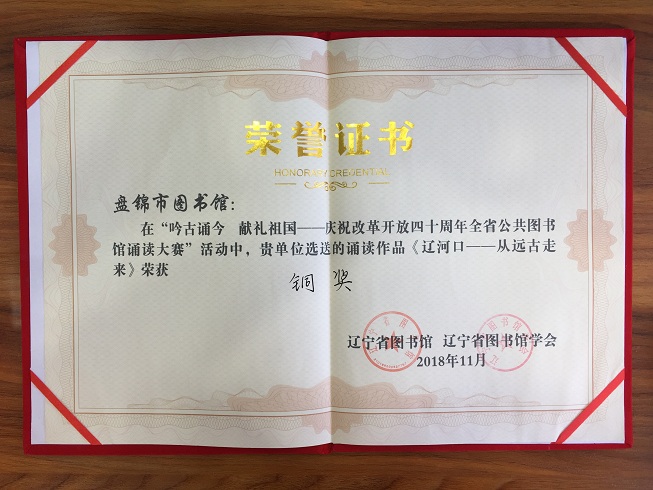 荣誉证书
HONORARY CREDENTIAL
盘锦市图书馆：
在“吟古诵今 献礼祖国——庆祝改革开放四十周年全省公共图书
馆诵读大赛”活动中，贵单位选送的诵读作品《辽河口——从远古走
来》荣获
铜奖
辽宁省图书馆 辽宁省图书馆学会
2018年11月